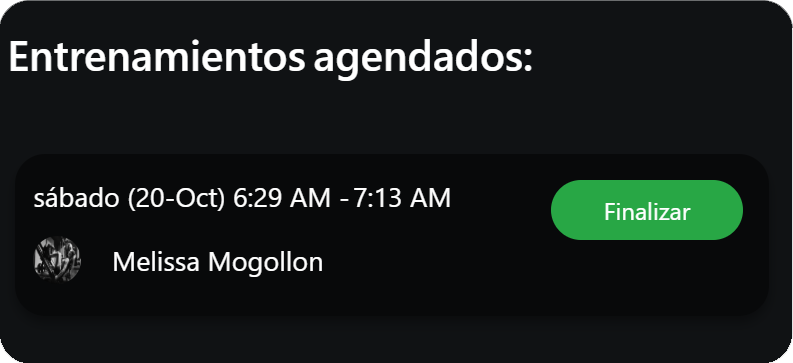 Entrenamientos agendados:
sábado (20-Oct) 6:29 AM - 7:13 AM
Finalizar
Melissa Mogollon